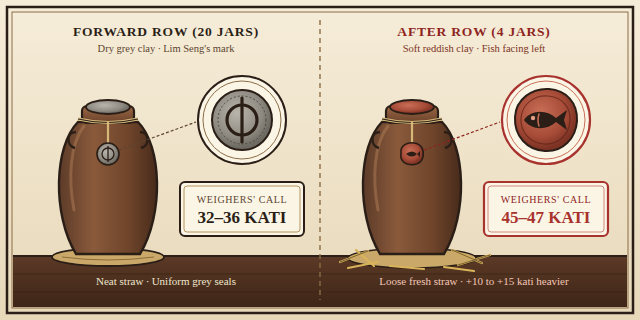 FORWARD ROW (20 JARS)
Dry grey clay · Lim Seng's mark
WEIGHERS' CALL
32–36 KATI
Neat straw · Uniform grey seals
AFTER ROW (4 JARS)
Soft reddish clay · Fish facing left
WEIGHERS' CALL
45–47 KATI
Loose fresh straw · +10 to +15 kati heavier